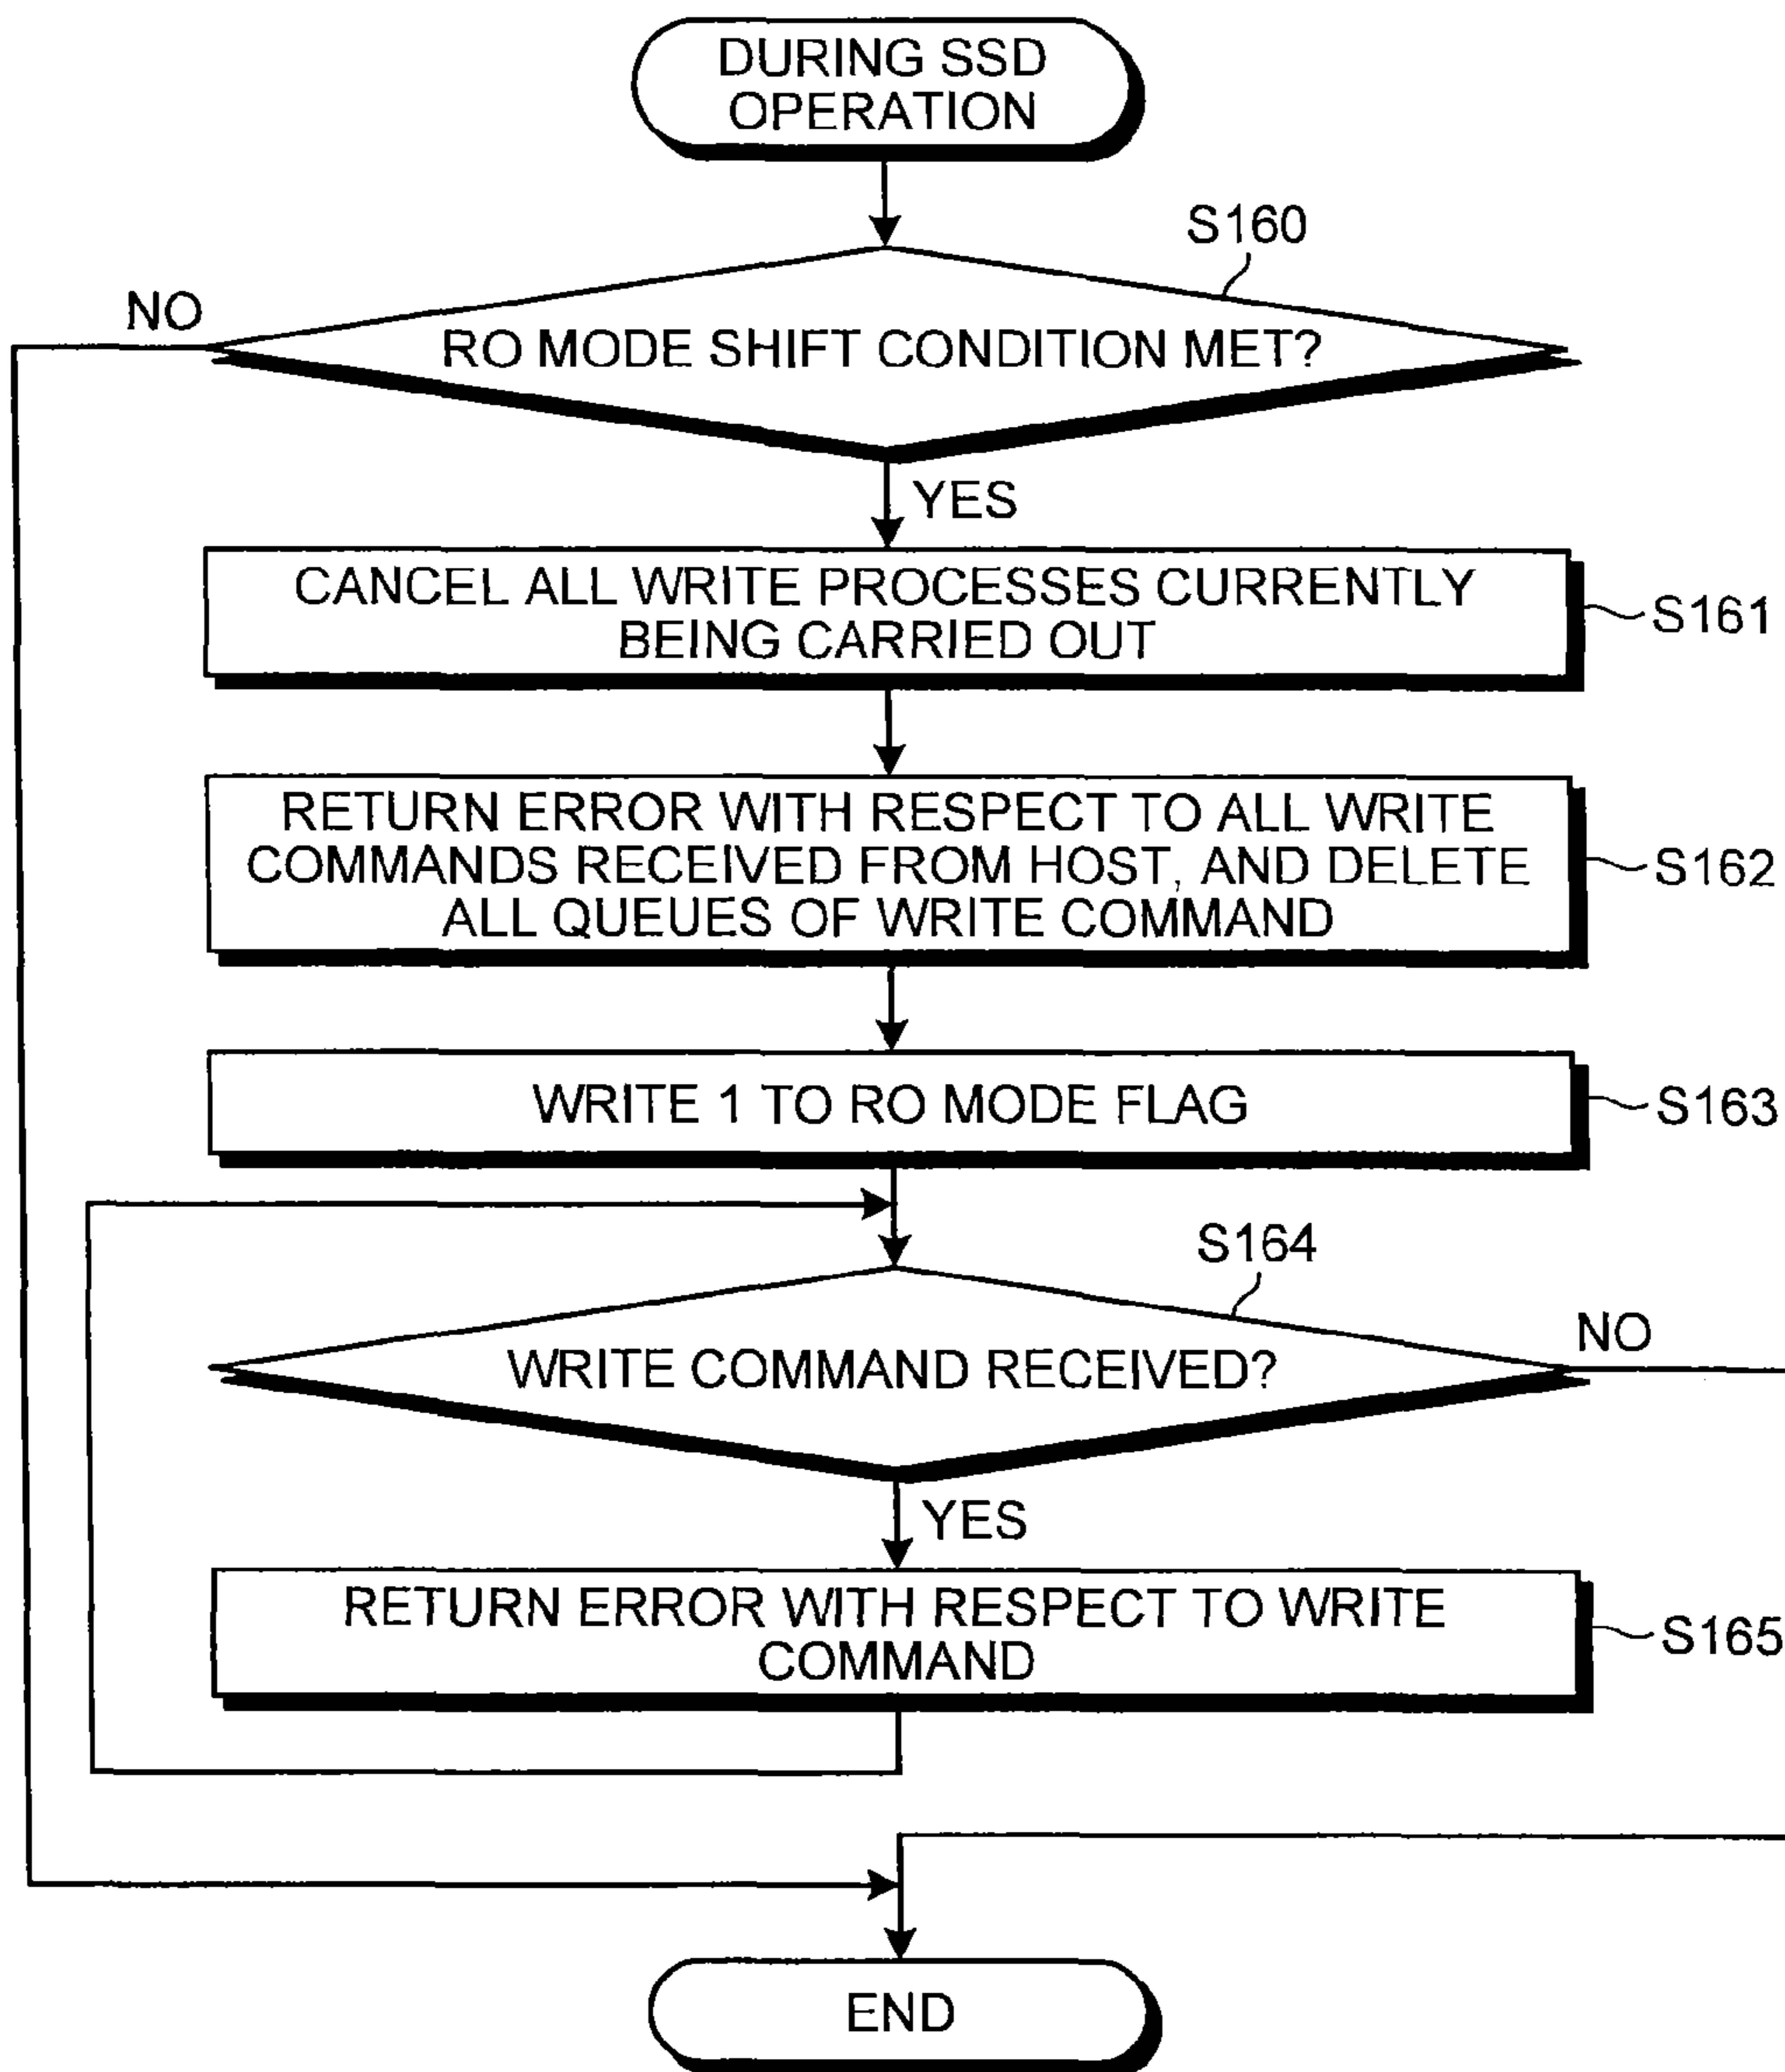 DURING SSD
OPERATION
S160
NO
RO MODE SHIFT CONDITION MET?
YES
CANCEL ALL WRITE PROCESSES CURRENTLY
BEING CARRIED OUT
S161
RETURN ERROR WITH RESPECT TO ALL WRITE
COMMANDS RECEIVED FROM HOST, AND DELETE
ALL QUEUES OF WRITE COMMAND
S162
WRITE 1 TO RO MODE FLAG
S163
S164
NO
WRITE COMMAND RECEIVED?
YES
RETURN ERROR WITH RESPECT TO WRITE
COMMAND
S165
END